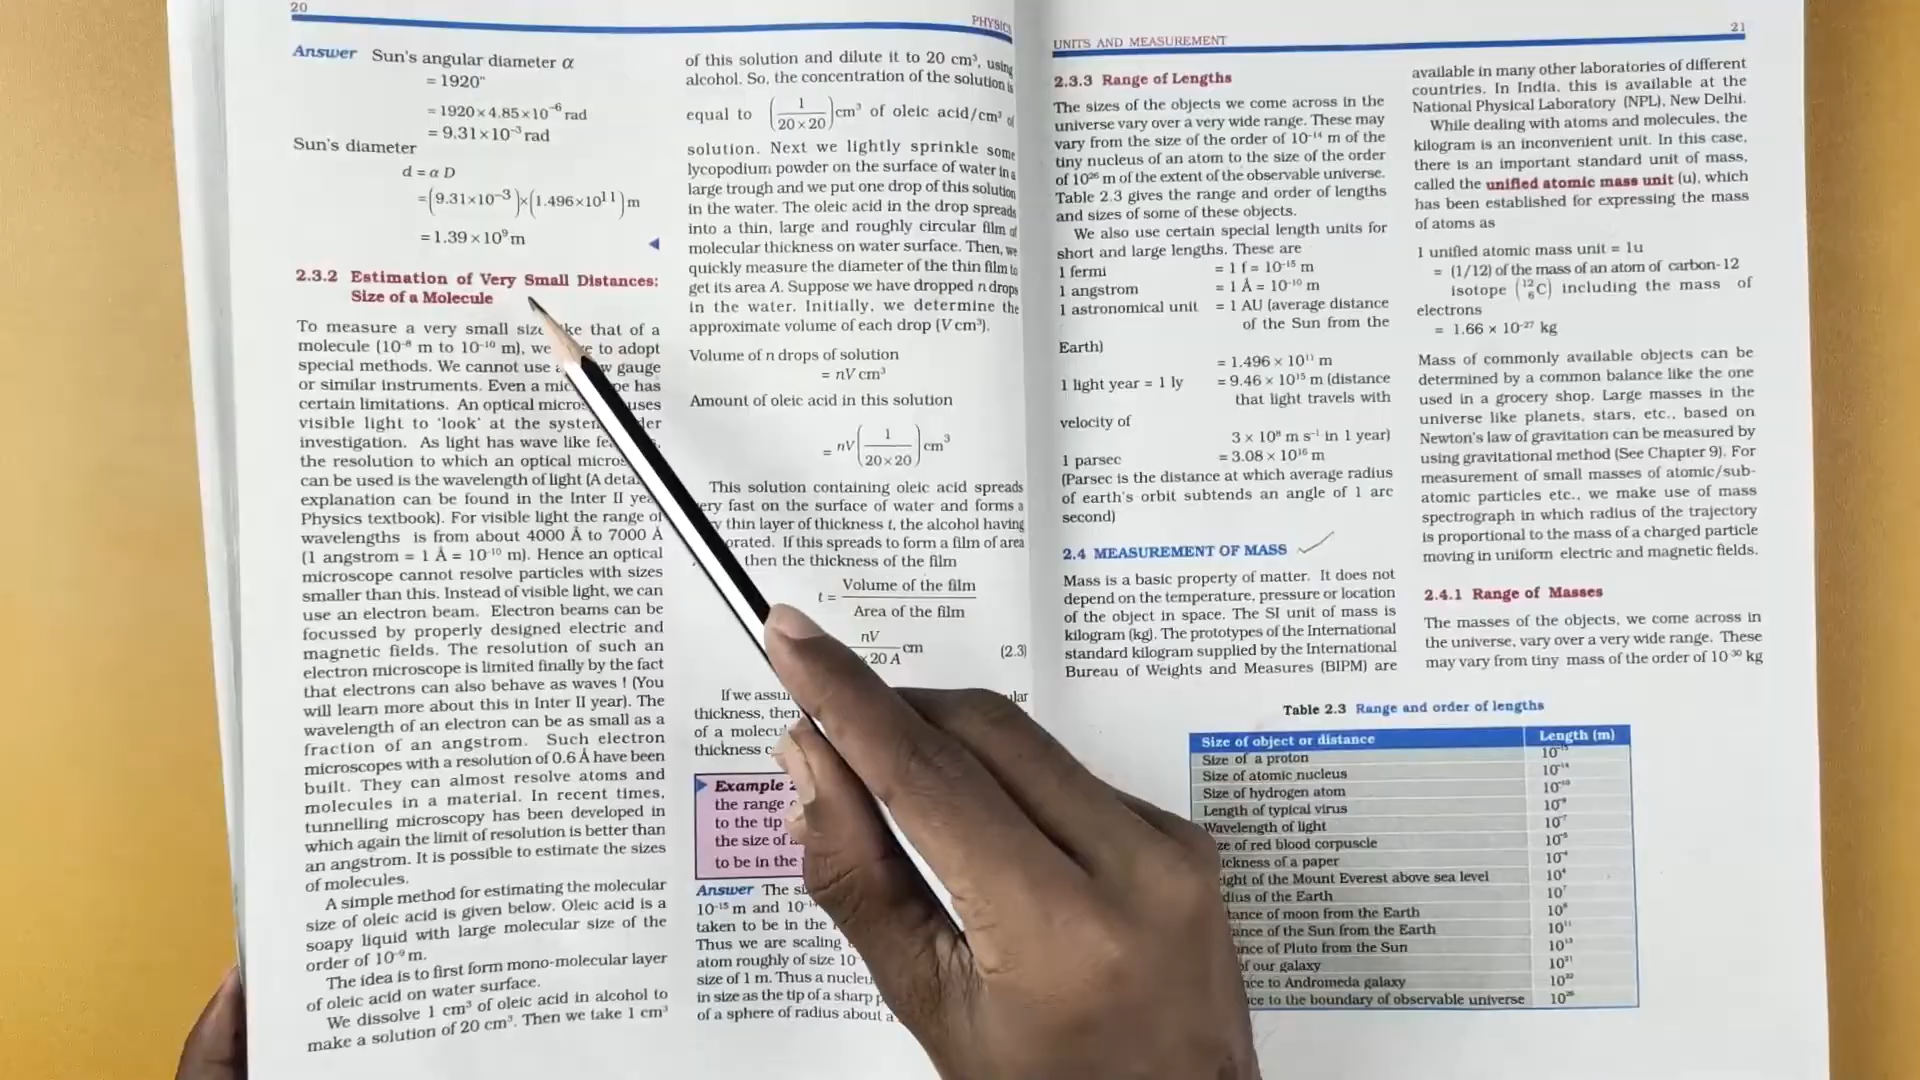 20
PHYSICS
Answer Sun's angular diameter α
= 1920"
= 1920×4.85×10⁻⁶ rad
= 9.31×10⁻³ rad
Sun's diameter
d = α D
=(9.31×10⁻³)×(1.496×10¹¹) m
=1.39×10⁹ m
2.3.2 Estimation of Very Small Distances:
Size of a Molecule
To measure a very small size like that of a
molecule (10⁻⁸ m to 10⁻¹⁰ m), we to adopt
special methods. We cannot use gauge
or similar instruments. Even a has
certain limitations. An optical uses
visible light to 'look' at the system
investigation. As light has wave like
the resolution to which an optical
can be used is the wavelength of light (A
explanation can be found in the Inter II
Physics textbook). For visible light the range of
wavelengths is from about 4000 Å to 7000 Å
(1 angstrom = 1 Å = 10⁻¹⁰ m). Hence an optical
microscope cannot resolve particles with sizes
smaller than this. Instead of visible light, we can
use an electron beam. Electron beams can be
focussed by properly designed electric and
magnetic fields. The resolution of such an
electron microscope is limited finally by the fact
that electrons can also behave as waves ! (You
will learn more about this in Inter II year). The
wavelength of an electron can be as small as a
fraction of an angstrom. Such electron
microscopes with a resolution of 0.6 Å have been
built. They can almost resolve atoms and
molecules in a material. In recent times,
tunnelling microscopy has been developed in
which again the limit of resolution is better than
an angstrom. It is possible to estimate the sizes
of molecules.
A simple method for estimating the molecular
size of oleic acid is given below. Oleic acid is a
soapy liquid with large molecular size of the
order of 10⁻⁹ m.
The idea is to first form mono-molecular layer
of oleic acid on water surface.
We dissolve 1 cm³ of oleic acid in alcohol to
make a solution of 20 cm³. Then we take 1 cm³
of this solution and dilute it to 20 cm³, using
alcohol. So, the concentration of the solution is
equal to (1/20×20) cm³ of oleic acid/cm³ of
solution. Next we lightly sprinkle some
lycopodium powder on the surface of water in a
large trough and we put one drop of this solution
in the water. The oleic acid in the drop spreads
into a thin, large and roughly circular film of
molecular thickness on water surface. Then, we
quickly measure the diameter of the thin film to
get its area A. Suppose we have dropped n drops
in the water. Initially, we determine the
approximate volume of each drop (V cm³).
Volume of n drops of solution
= nV cm³
Amount of oleic acid in this solution
= nV (1/20×20) cm³
This solution containing oleic acid spreads
fast on the surface of water and forms a
thin layer of thickness t, the alcohol having
If this spreads to form a film of area
then the thickness of the film
t = Volume of the film
Area of the film
nV
20 A cm (2.3)
If we
thickness, then
of a
thickness
Example
the range
to the tip
the size of
to be in the
Answer The
10⁻¹⁵ m and
taken to be in the
Thus we are scaling
atom roughly of size
size of 1 m. Thus a
in size as the tip of a sharp
of a sphere of radius about a
UNITS AND MEASUREMENT
21
2.3.3 Range of Lengths
The sizes of the objects we come across in the
universe vary over a very wide range. These may
vary from the size of the order of 10⁻¹⁴ m of the
tiny nucleus of an atom to the size of the order
of 10²⁶ m of the extent of the observable universe.
Table 2.3 gives the range and order of lengths
and sizes of some of these objects.
We also use certain special length units for
short and large lengths. These are
1 fermi = 1 f = 10⁻¹⁵ m
1 angstrom = 1 Å = 10⁻¹⁰ m
1 astronomical unit = 1 AU (average distance
of the Sun from the
Earth)
= 1.496 × 10¹¹ m
1 light year = 1 ly = 9.46 × 10¹⁵ m (distance
that light travels with
velocity of
3 × 10⁸ m s⁻¹ in 1 year)
1 parsec = 3.08 × 10¹⁶ m
(Parsec is the distance at which average radius
of earth's orbit subtends an angle of 1 arc
second)
2.4 MEASUREMENT OF MASS
Mass is a basic property of matter. It does not
depend on the temperature, pressure or location
of the object in space. The SI unit of mass is
kilogram (kg). The prototypes of the International
standard kilogram supplied by the International
Bureau of Weights and Measures (BIPM) are
available in many other laboratories of different
countries. In India, this is available at the
National Physical Laboratory (NPL), New Delhi.
While dealing with atoms and molecules, the
kilogram is an inconvenient unit. In this case,
there is an important standard unit of mass,
called the unified atomic mass unit (u), which
has been established for expressing the mass
of atoms as
1 unified atomic mass unit = 1u
= (1/12) of the mass of an atom of carbon-12
isotope (¹²₆C) including the mass of
electrons
= 1.66 × 10⁻²⁷ kg
Mass of commonly available objects can be
determined by a common balance like the one
used in a grocery shop. Large masses in the
universe like planets, stars, etc., based on
Newton's law of gravitation can be measured by
using gravitational method (See Chapter 9). For
measurement of small masses of atomic/sub-
atomic particles etc., we make use of mass
spectrograph in which radius of the trajectory
is proportional to the mass of a charged particle
moving in uniform electric and magnetic fields.
2.4.1 Range of Masses
The masses of the objects, we come across in
the universe, vary over a very wide range. These
may vary from tiny mass of the order of 10⁻³⁰ kg
Table 2.3 Range and order of lengths
Size of object or distance Length (m)
Size of a proton 10⁻¹⁵
Size of atomic nucleus 10⁻¹⁴
Size of hydrogen atom 10⁻¹⁰
Length of typical virus 10⁻⁸
Wavelength of light 10⁻⁷
of red blood corpuscle 10⁻⁵
of a paper 10⁻⁴
of the Mount Everest above sea level 10⁴
of the Earth 10⁷
of moon from the Earth 10⁸
of the Sun from the Earth 10¹¹
of Pluto from the Sun 10¹³
of our galaxy 10²¹
to Andromeda galaxy 10²²
to the boundary of observable universe 10²⁶